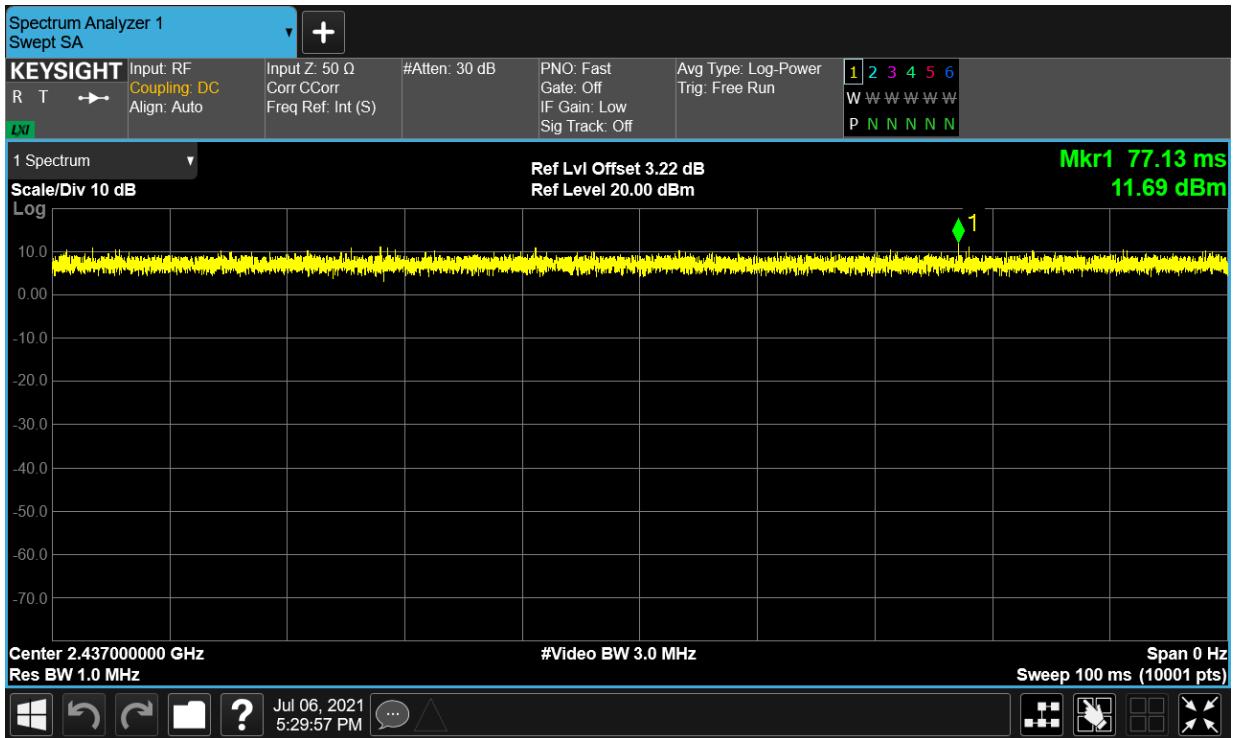 Spectrum Analyzer 1
Swept SA
KEYSIGHT
R T
LXI
Input: RF
Coupling: DC
Align: Auto
Input Z: 50 Ω
Corr CCorr
Freq Ref: Int (S)
#Atten: 30 dB
PNO: Fast
Gate: Off
IF Gain: Low
Sig Track: Off
Avg Type: Log-Power
Trig: Free Run
1 2 3 4 5 6
W W W W W W
P N N N N N
1 Spectrum
Scale/Div 10 dB
Log
Ref Lvl Offset 3.22 dB
Ref Level 20.00 dBm
Mkr1 77.13 ms
11.69 dBm
1
10.0
0.00
-10.0
-20.0
-30.0
-40.0
-50.0
-60.0
-70.0
Center 2.437000000 GHz
Res BW 1.0 MHz
#Video BW 3.0 MHz
Span 0 Hz
Sweep 100 ms (10001 pts)
?
Jul 06, 2021
5:29:57 PM